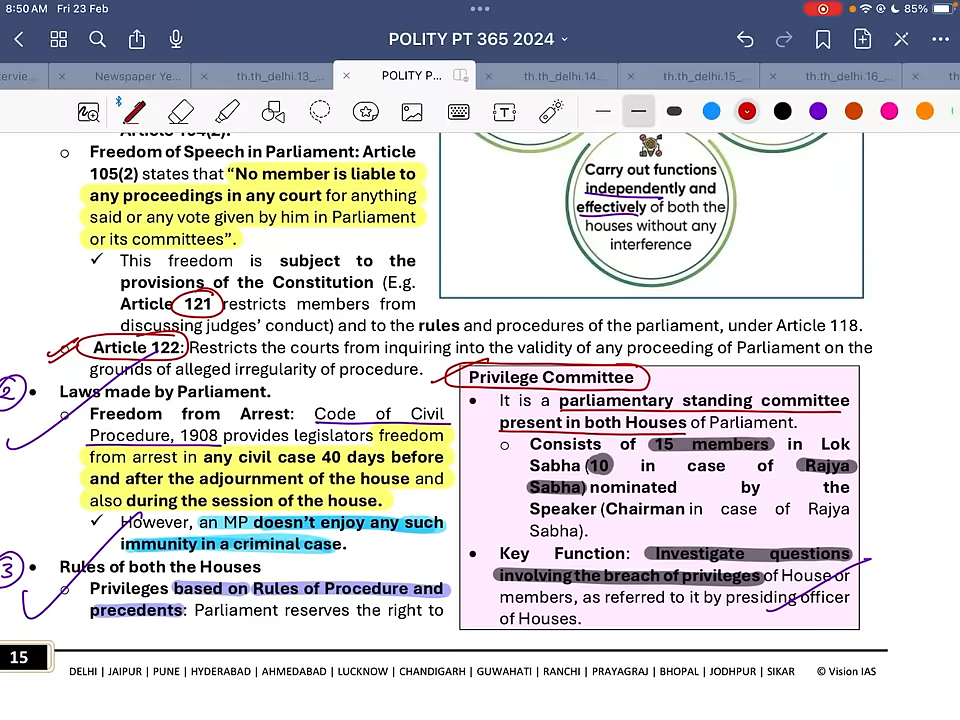 8:50 AM Fri 23 Feb
85%
POLITY PT 365 2024
Newspaper Ye...
th.th_delhi.13_...
POLITY P...
th.th_delhi.14...
th.th_delhi.15_...
th.th_delhi.16_...
Freedom of Speech in Parliament: Article
105(2) states that “No member is liable to
any proceedings in any court for anything
said or any vote given by him in Parliament
or its committees”.
This freedom is subject to the
provisions of the Constitution (E.g.
Article 121 restricts members from
discussing judges’ conduct) and to the rules and procedures of the parliament, under Article 118.
Article 122: Restricts the courts from inquiring into the validity of any proceeding of Parliament on the
grounds of alleged irregularity of procedure.
2
Laws made by Parliament.
Freedom from Arrest: Code of Civil
Procedure, 1908 provides legislators freedom
from arrest in any civil case 40 days before
and after the adjournment of the house and
also during the session of the house.
However, an MP doesn’t enjoy any such
immunity in a criminal case.
3
Rules of both the Houses
Privileges based on Rules of Procedure and
precedents: Parliament reserves the right to
Carry out functions
independently and
effectively of both the
houses without any
interference
Privilege Committee
It is a parliamentary standing committee
present in both Houses of Parliament.
Consists of 15 members in Lok
Sabha (10 in case of Rajya
Sabha) nominated by the
Speaker (Chairman in case of Rajya
Sabha).
Key Function: Investigate questions
involving the breach of privileges of House or
members, as referred to it by presiding officer
of Houses.
15
DELHI | JAIPUR | PUNE | HYDERABAD | AHMEDABAD | LUCKNOW | CHANDIGARH | GUWAHATI | RANCHI | PRAYAGRAJ | BHOPAL | JODHPUR | SIKAR © Vision IAS